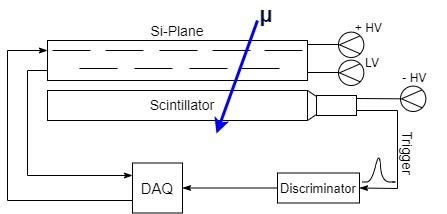 μ
Si-Plane
+ HV
LV
- HV
Scintillator
Trigger
DAQ
Discriminator